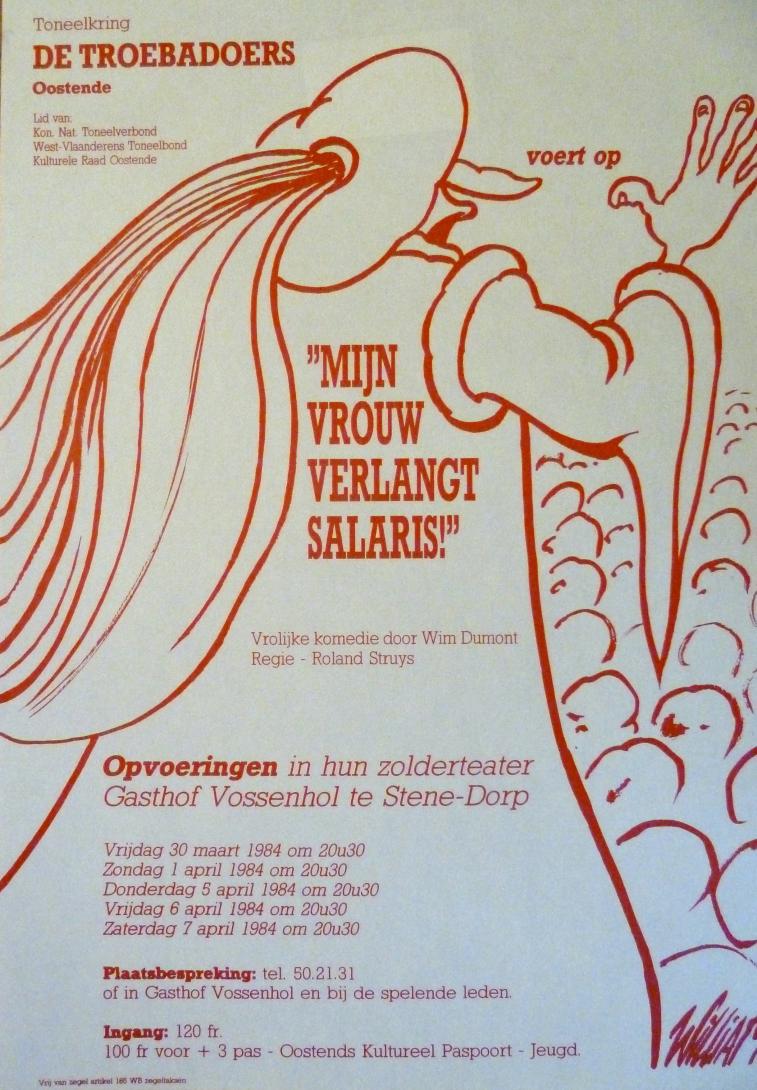 Toneelkring
DE TROEBADOERS
Oostende
Lid van:
Kon. Nat. Toneelverbond
West-Vlaanderens Toneelbond
Kulturele Raad Oostende
voert op
"MIJN
VROUW
VERLANGT
SALARIS!"
Vrolijke komedie door Wim Dumont
Regie - Roland Struys
Opvoeringen in hun zolderteater
Gasthof Vossenhol te Stene-Dorp
Vrijdag 30 maart 1984 om 20u30
Zondag 1 april 1984 om 20u30
Donderdag 5 april 1984 om 20u30
Vrijdag 6 april 1984 om 20u30
Zaterdag 7 april 1984 om 20u30
Plaatsbespreking: tel. 50.21.31
of in Gasthof Vossenhol en bij de spelende leden.
Ingang: 120 fr.
100 fr voor + 3 pas - Oostends Kultureel Paspoort - Jeugd.
Vrij van zegel artikel 185 WB zegeltaksen